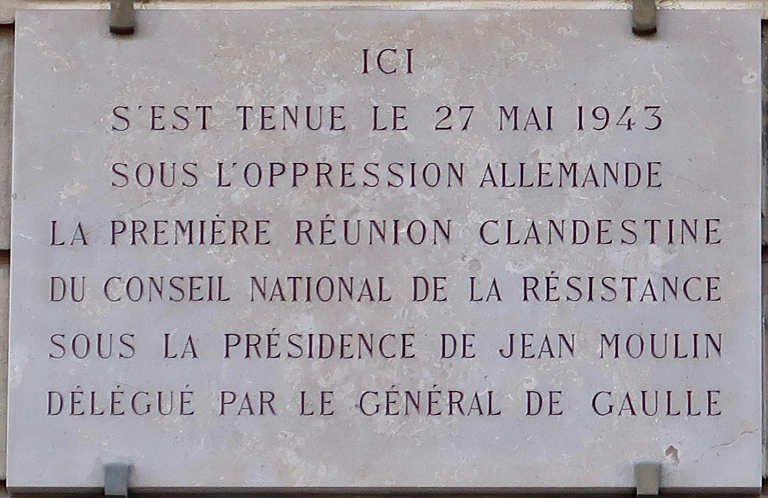 ICI
S'EST TENUE LE 27 MAI 1943
SOUS L'OPPRESSION ALLEMANDE
LA PREMIÈRE RÉUNION CLANDESTINE
DU CONSEIL NATIONAL DE LA RÉSISTANCE
SOUS LA PRÉSIDENCE DE JEAN MOULIN
DÉLÉGUÉ PAR LE GÉNÉRAL DE GAULLE